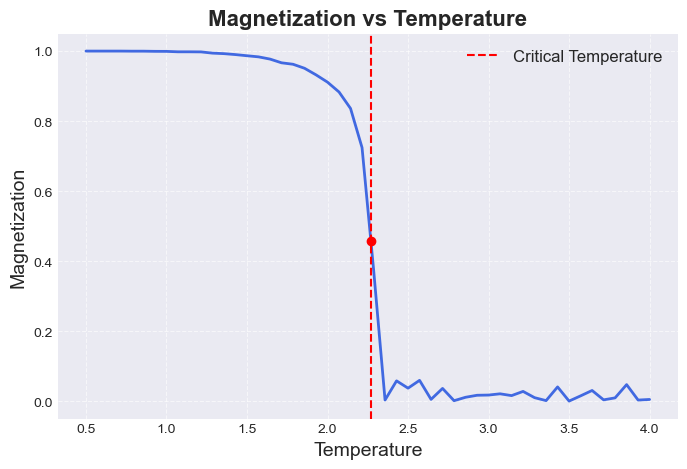 Magnetization vs Temperature
Critical Temperature
Magnetization
1.0
0.8
0.6
0.4
0.2
0.0
0.5 1.0 1.5 2.0 2.5 3.0 3.5 4.0
Temperature